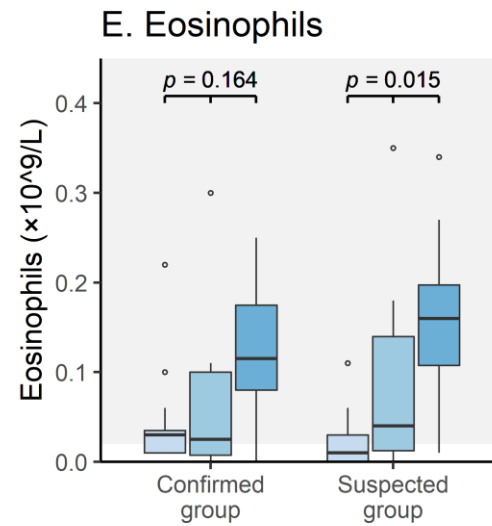 E. Eosinophils
p = 0.164
p = 0.015
Eosinophils (×10^9/L)
0.4
0.3
0.2
0.1
0.0
Confirmed
group
Suspected
group